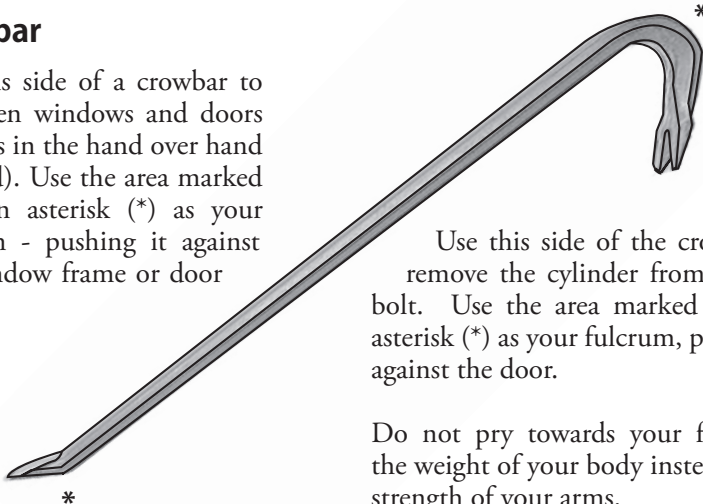 bar
is side of a crowbar to
en windows and doors
s in the hand over hand
). Use the area marked
n asterisk (*) as your
- pushing it against
ndow frame or door
*
*
Use this side of the cro
remove the cylinder from
bolt. Use the area marked
asterisk (*) as your fulcrum, p
against the door.
Do not pry towards your f
the weight of your body inste
strength of your arms.